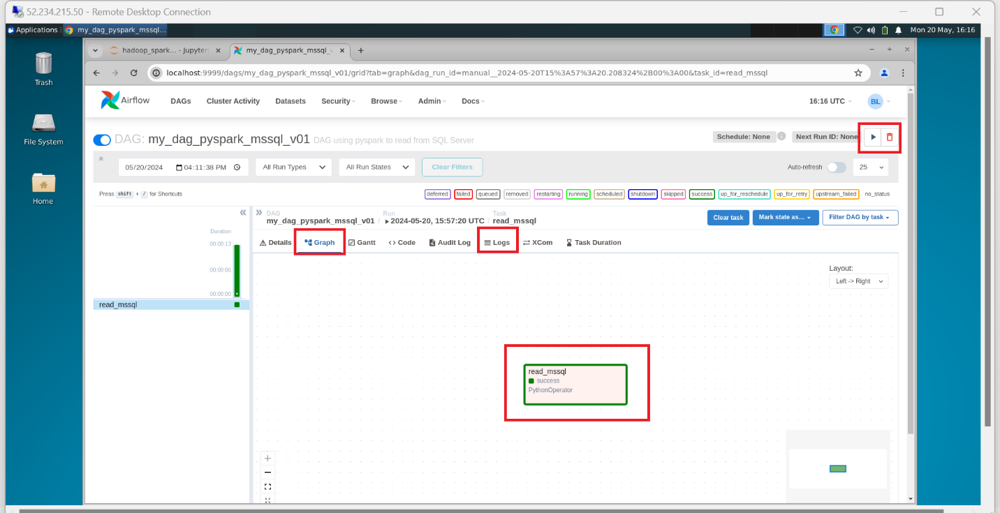 52.234.215.50 - Remote Desktop Connection
Applications my_dag_pyspark_mssql... Mon 20 May, 16:16
Trash
File System
Home
hadoop_spark... - Jupyter my_dag_pyspark_mssql_v
localhost:9999/dags/my_dag_pyspark_mssql_v01/grid?tab=graph&dag_run_id=manual__2024-05-20T15%3A57%3A20.208324%2B00%3A00&task_id=read_mssql
Airflow DAGs Cluster Activity Datasets Security Browse Admin Docs 16:16 UTC BL
DAG: my_dag_pyspark_mssql_v01 DAG using pyspark to read from SQL Server Schedule: None Next Run ID: None
05/20/2024 04:11:38 PM All Run Types All Run States Clear Filters Auto-refresh 25
Press shift + / for Shortcuts deferred failed queued removed restarting running scheduled shutdown skipped success up_for_reschedule up_for_retry upstream_failed no_status
DAG Run Task
my_dag_pyspark_mssql_v01 / 2024-05-20, 15:57:20 UTC / read_mssql Clear task Mark state as... Filter DAG by task
Duration
00:00:13
00:00:06
00:00:00
read_mssql
Details Graph Gantt Code Audit Log Logs XCom Task Duration
Layout:
Left -> Right
read_mssql
success
PythonOperator